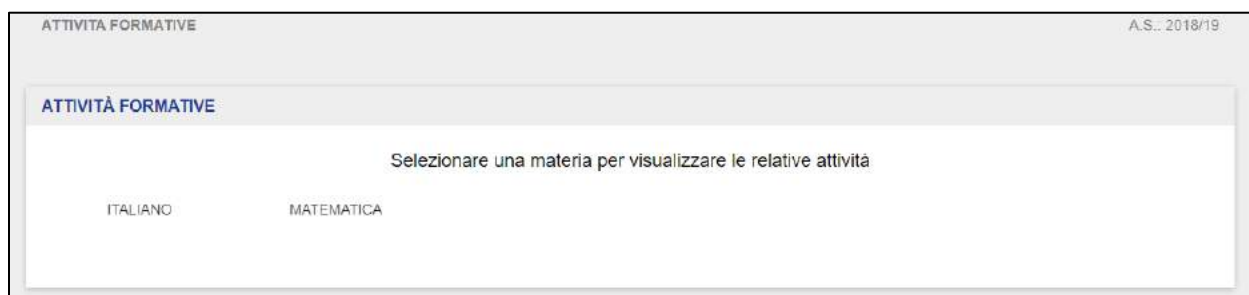 ATTIVITA FORMATIVE A.S.: 2018/19
ATTIVITÀ FORMATIVE
Selezionare una materia per visualizzare le relative attività
ITALIANO MATEMATICA